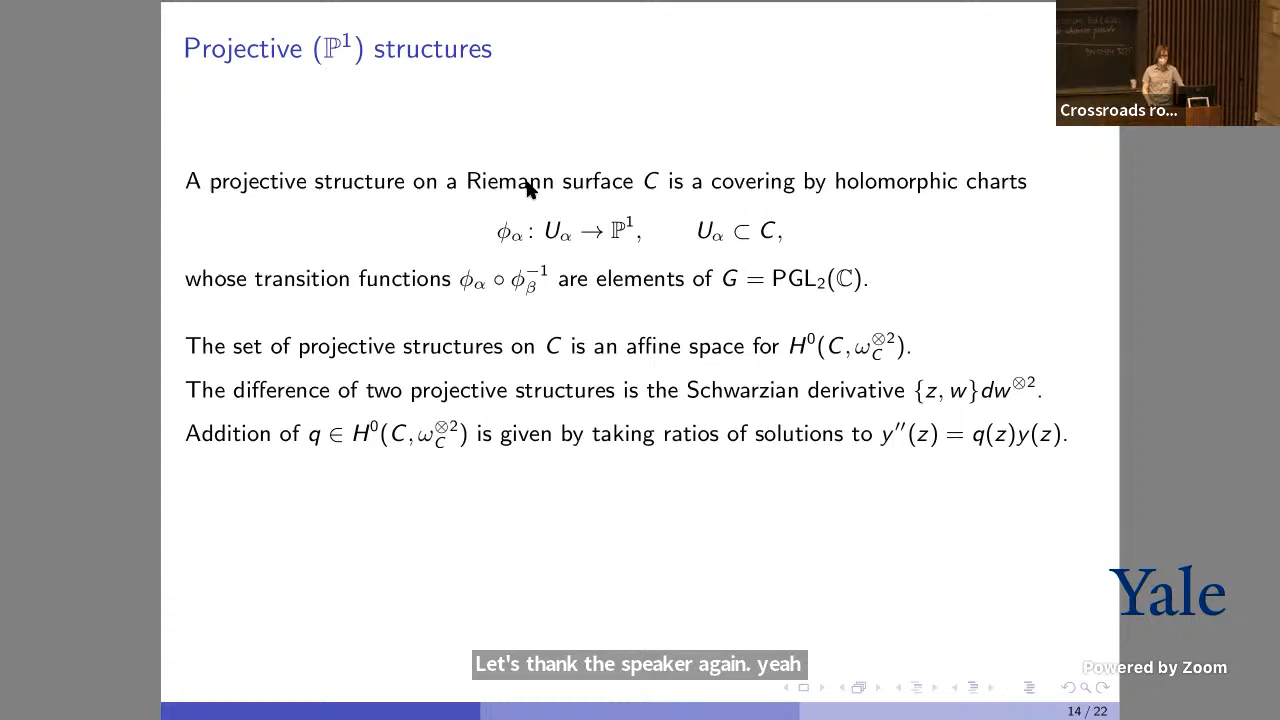 Projective (ℙ¹) structures
A projective structure on a Riemann surface C is a covering by holomorphic charts
ϕ_α : U_α → ℙ¹, U_α ⊂ C,
whose transition functions ϕ_α ∘ ϕ_β^{-1} are elements of G = PGL₂(ℂ).
The set of projective structures on C is an affine space for H⁰(C, ω_C^{⊗2}).
The difference of two projective structures is the Schwarzian derivative {z, w}dw^{⊗2}.
Addition of q ∈ H⁰(C, ω_C^{⊗2}) is given by taking ratios of solutions to y′′(z) = q(z)y(z).
Crossroads ro...
Yale
Let's thank the speaker again. yeah
Powered by Zoom
14 / 22